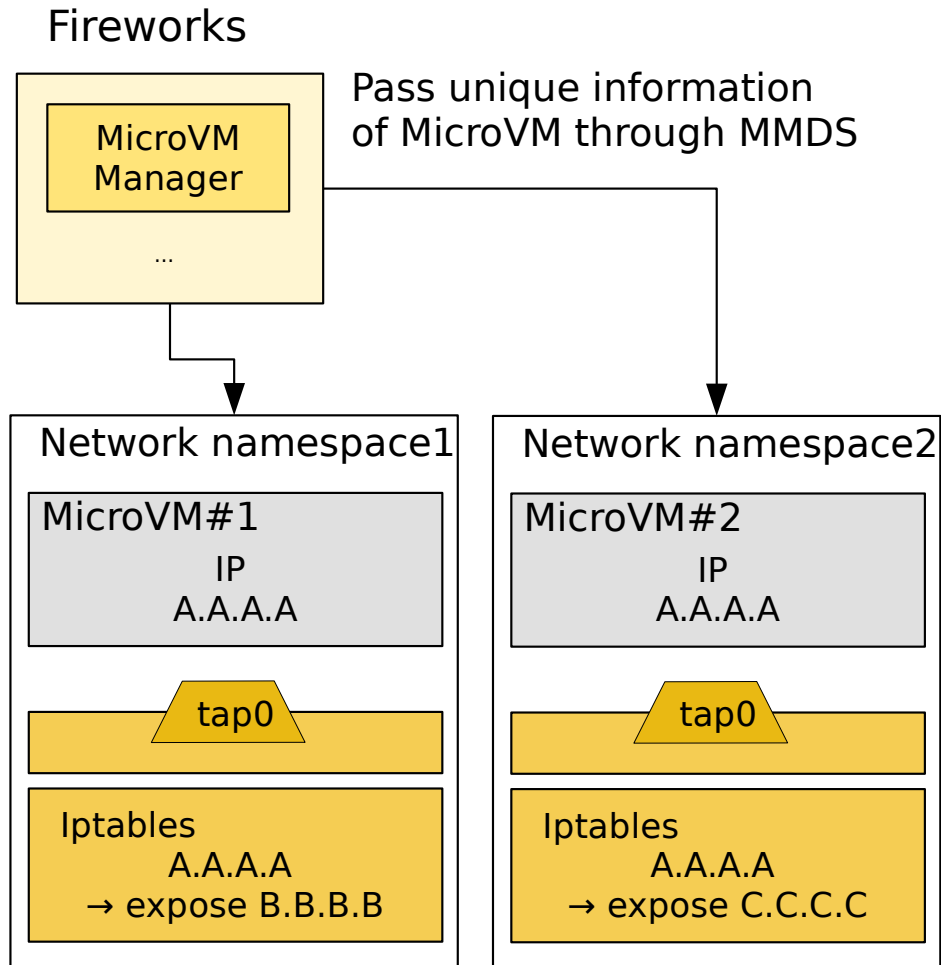 Fireworks
Pass unique information
of MicroVM through MMDS
MicroVM
Manager
...
Network namespace1
MicroVM#1
IP
A.A.A.A
tap0
Iptables
A.A.A.A
→ expose B.B.B.B
Network namespace2
MicroVM#2
IP
A.A.A.A
tap0
Iptables
A.A.A.A
→ expose C.C.C.C